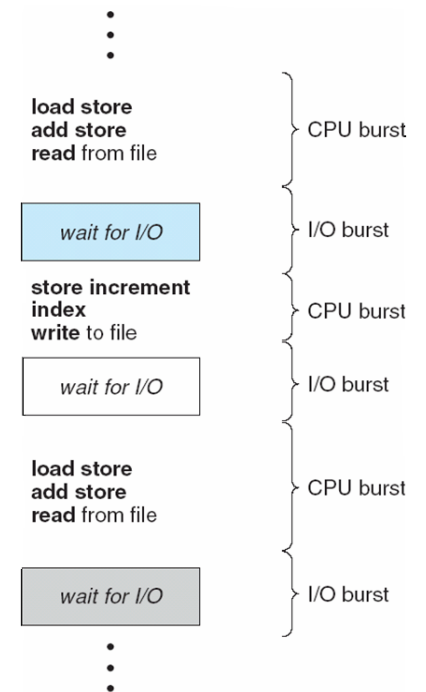 load store
add store
read from file
CPU burst
wait for I/O
I/O burst
store increment
index
write to file
CPU burst
wait for I/O
I/O burst
load store
add store
read from file
CPU burst
wait for I/O
I/O burst